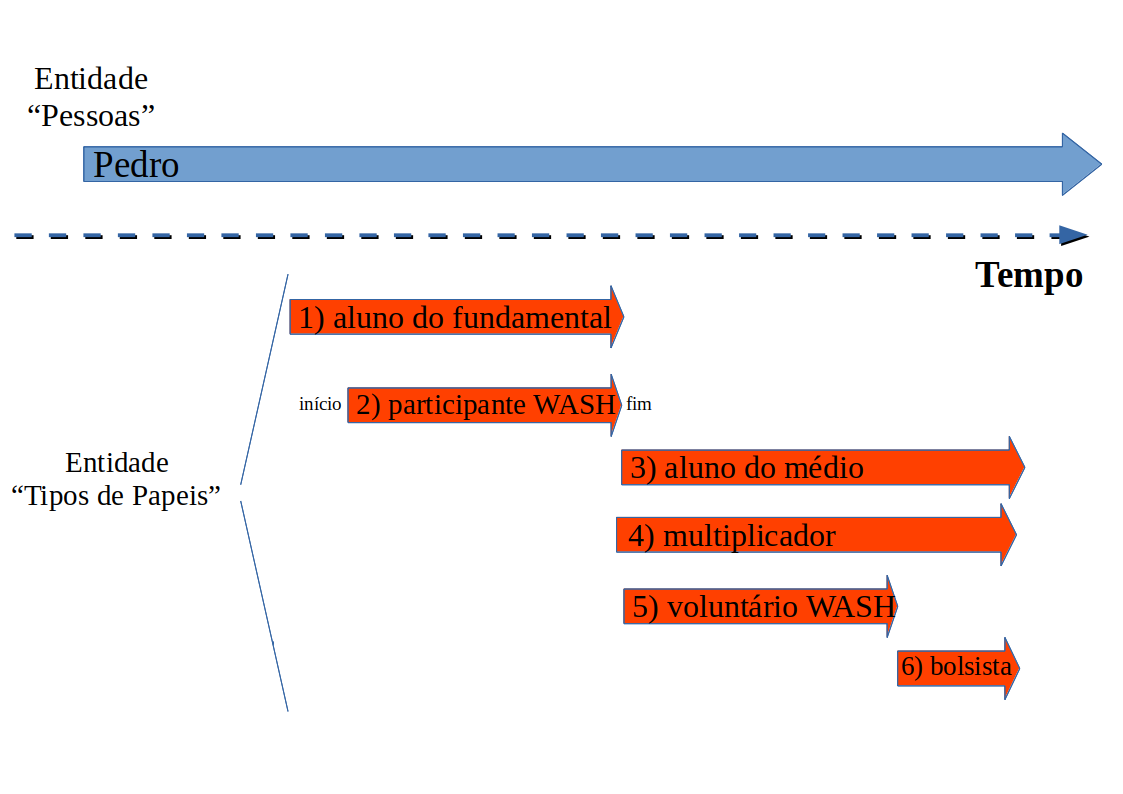 Entidade
“Pessoas”
Pedro
Tempo
1) aluno do fundamental
início 2) participante WASH fim
Entidade
“Tipos de Papeis”
3) aluno do médio
4) multiplicador
5) voluntário WASH
6) bolsista